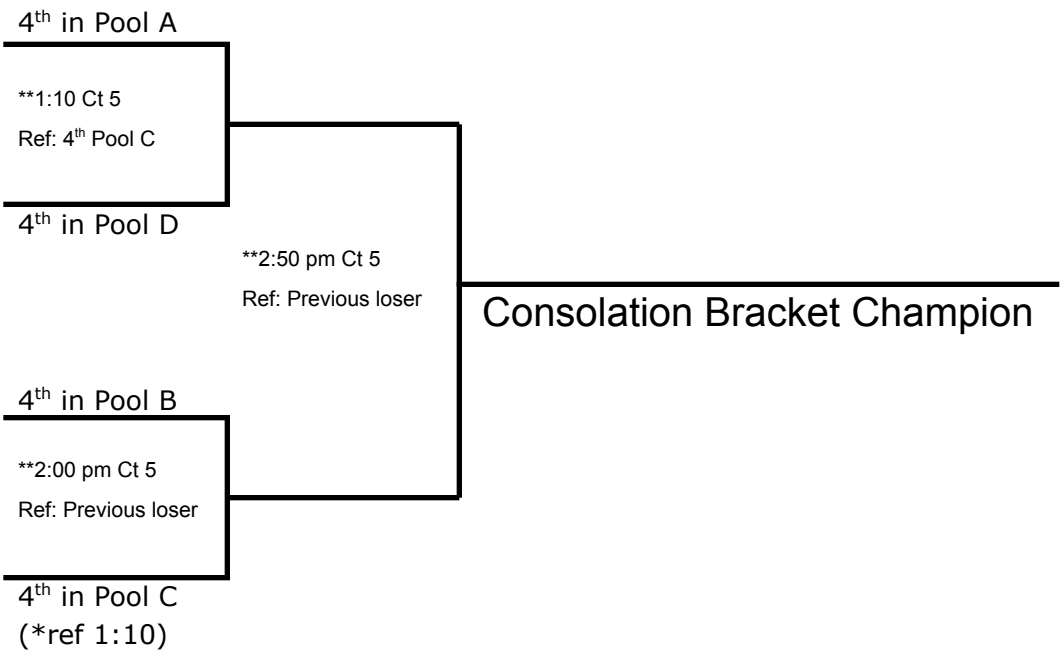 4th in Pool A
**1:10 Ct 5
Ref: 4th Pool C
4th in Pool D
**2:50 pm Ct 5
Ref: Previous loser
Consolation Bracket Champion
4th in Pool B
**2:00 pm Ct 5
Ref: Previous loser
4th in Pool C
(*ref 1:10)